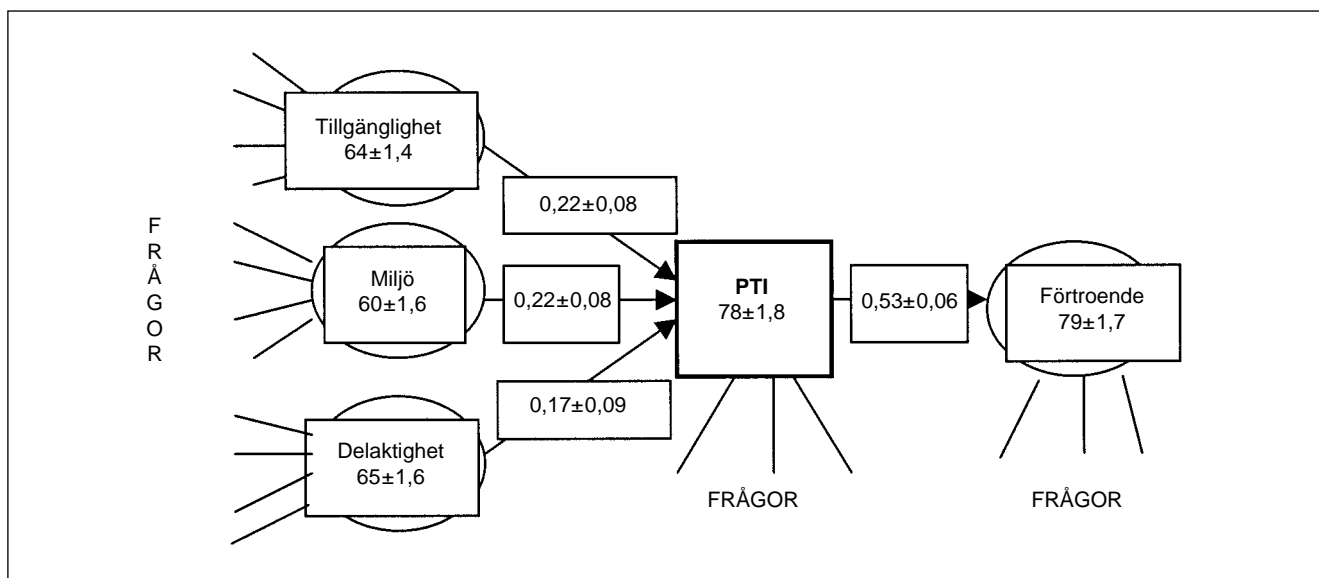 F
R
Å
G
O
R
Tillgänglighet
64±1,4
Miljö
60±1,6
Delaktighet
65±1,6
0,22±0,08
0,22±0,08
0,17±0,09
PTI
78±1,8
FRÅGOR
0,53±0,06
Förtroende
79±1,7
FRÅGOR